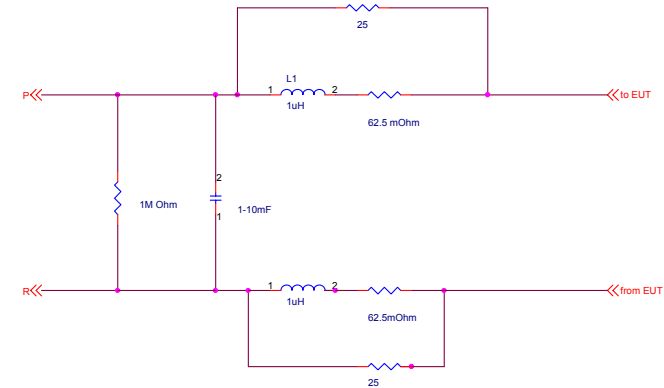 25
L1
P
1
2
to EUT
1uH
62.5 mOhm
2
1M Ohm
1-10mF
1
R
1
2
from EUT
1uH
62.5mOhm
25